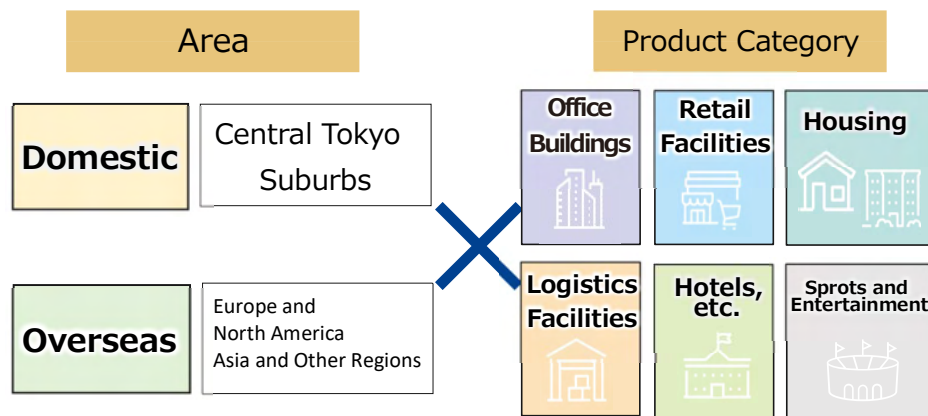 Area
Product Category
Domestic
Central Tokyo
Suburbs
Overseas
Europe and
North America
Asia and Other Regions
Office
Buildings
Retail
Facilities
Housing
Logistics
Facilities
Hotels,
etc.
Sprots and
Entertainment